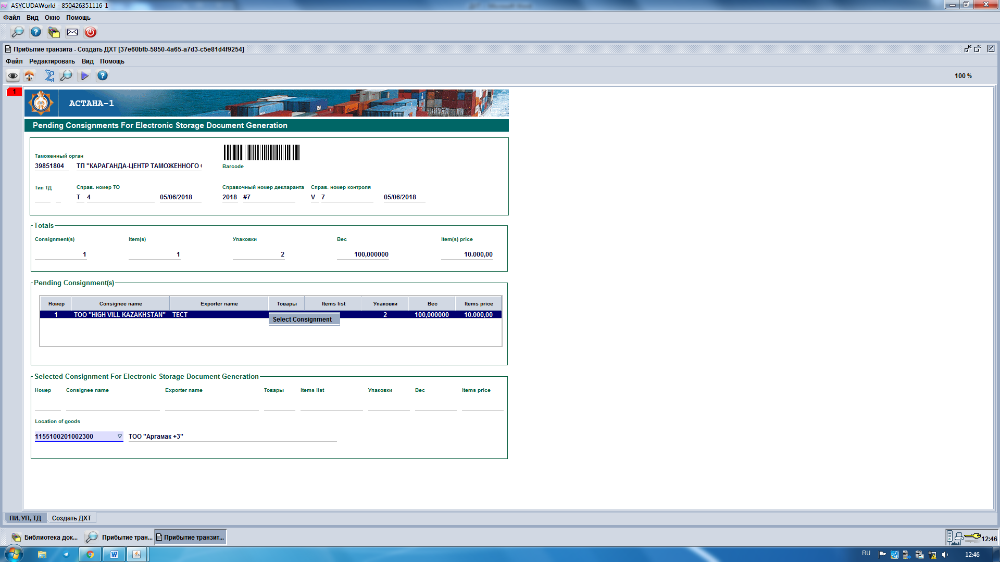 ASYCUDAWorld - 850426351116-1
Файл Вид Окно Помощь
Прибытие транзита - Создать ДХТ [37e60bfb-5850-4a65-a7d3-c5e81d4f9254]
Файл Редактировать Вид Помощь
100 %
1
АСТАНА-1
Pending Consignments For Electronic Storage Document Generation
Таможенный орган
39851804 ТП "КАРАГАНДА-ЦЕНТР ТАМОЖЕННОГО
Barcode
Тип ТД Справ. номер ТО Справочный номер декларанта Справ. номер контроля
T 4 05/06/2018 2018 #7 V 7 05/06/2018
Totals
Consignment(s) Item(s) Упаковки Вес Item(s) price
1 1 2 100,000000 10.000,00
Pending Consignment(s)
Номер Consignee name Exporter name Товары Items list Упаковки Вес Items price
1 ТОО "HIGH VILL KAZAKHSTAN" ТЕСТ 2 100,000000 10.000,00
Select Consignment
Selected Consignment For Electronic Storage Document Generation
Номер Consignee name Exporter name Товары Items list Упаковки Вес Items price
Location of goods
1155100201002300 ТОО "Аргамак +3"
ПИ, УП, ТД Создать ДХТ
Библиотека док... Прибытие тран... Прибытие транзит...
12:46
RU 12:46